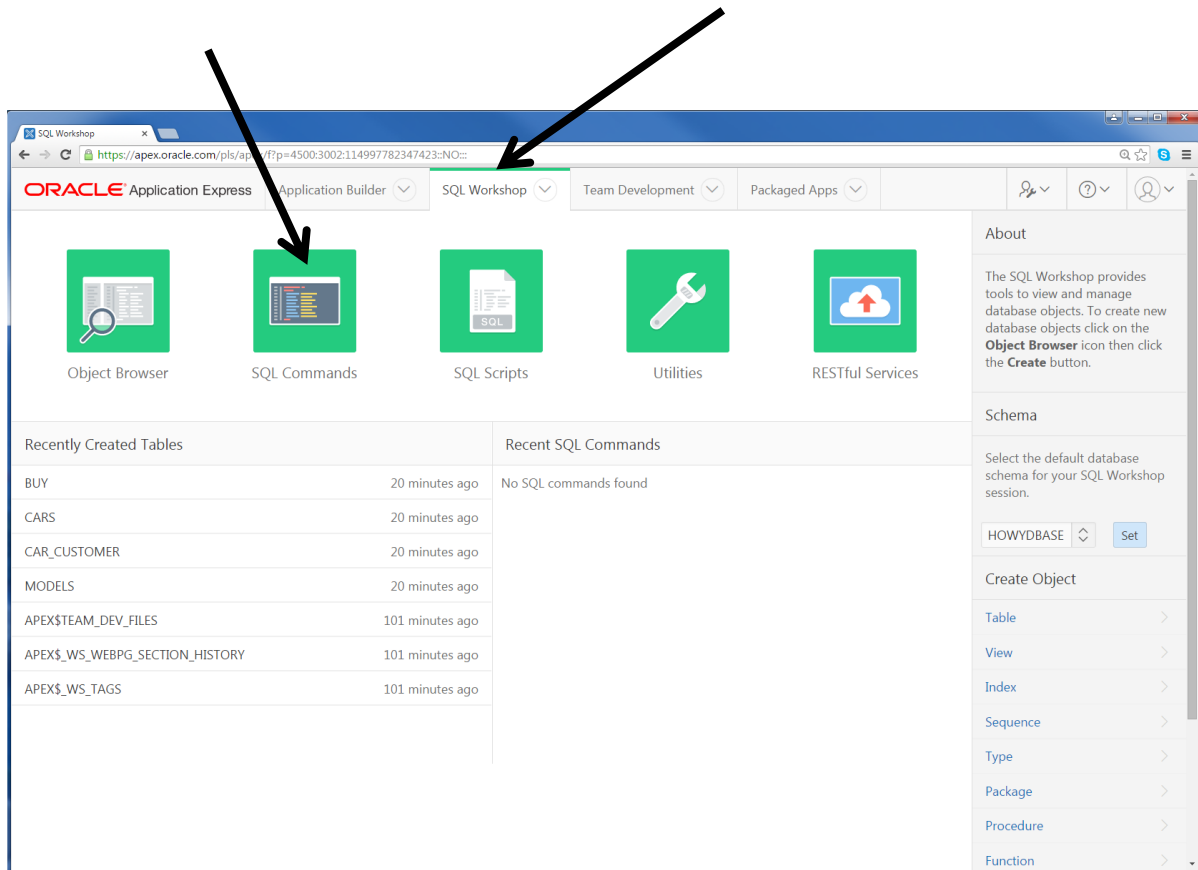 SQL Workshop
https://apex.oracle.com/pls/ap /f?p=4500:3002:114997782347423::NO:::
ORACLE Application Express
Application Builder
SQL Workshop
Team Development
Packaged Apps
Object Browser
SQL Commands
SQL
SQL Scripts
Utilities
RESTful Services
Recently Created Tables
BUY 20 minutes ago
CARS 20 minutes ago
CAR_CUSTOMER 20 minutes ago
MODELS 20 minutes ago
APEX$TEAM_DEV_FILES 101 minutes ago
APEX$_WS_WEBPG_SECTION_HISTORY 101 minutes ago
APEX$_WS_TAGS 101 minutes ago
Recent SQL Commands
No SQL commands found
About
The SQL Workshop provides
tools to view and manage
database objects. To create new
database objects click on the
Object Browser icon then click
the Create button.
Schema
Select the default database
schema for your SQL Workshop
session.
HOWYDBASE
Set
Create Object
Table
View
Index
Sequence
Type
Package
Procedure
Function